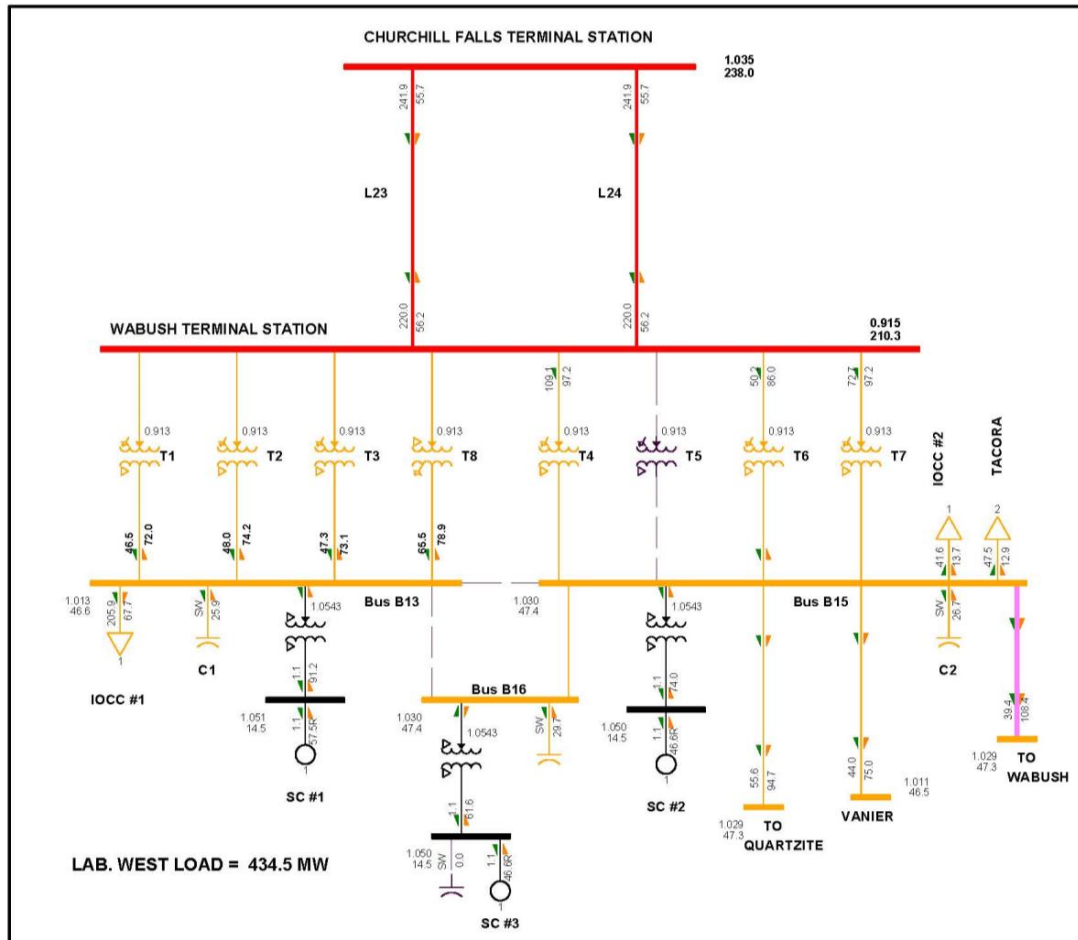 CHURCHILL FALLS TERMINAL STATION
1.035
238.0
241.9 55.7
241.9 55.7
L23
L24
220.0 56.2
220.0 56.2
WABUSH TERMINAL STATION
0.915
210.3
109.1 97.2
50.2 86.0
72.7 97.2
0.913 0.913 0.913 0.913 0.913 0.913 0.913 0.913
T1 T2 T3 T8 T4 T5 T6 T7
IOCC #2
TACORA
1 2
46.5 72.0
48.0 74.2
47.3 73.1
65.5 78.9
41.6 13.7
47.5 12.9
1.013
46.6
Bus B13
1.030
47.4
Bus B15
205.9 67.7
SW 25.9
1.0543
1.0543
SW 26.7
1
IOCC #1
C1
C2
1.1 91.2
1.1 74.0
39.4 108.4
Bus B16
1.051
14.5
1.1 57.5R
1
SC #1
1.030
47.4
1.0543
SW 29.7
1.050
14.5
1.1 46.6R
1
SC #2
1.029
47.3
TO
WABUSH
55.6 94.7
44.0 75.0
1.011
46.5
VANIER
1.029
47.3
TO
QUARTZITE
1.1 61.6
1.050
14.5
SW 0.0
1.1 46.6R
1
SC #3
LAB. WEST LOAD = 434.5 MW